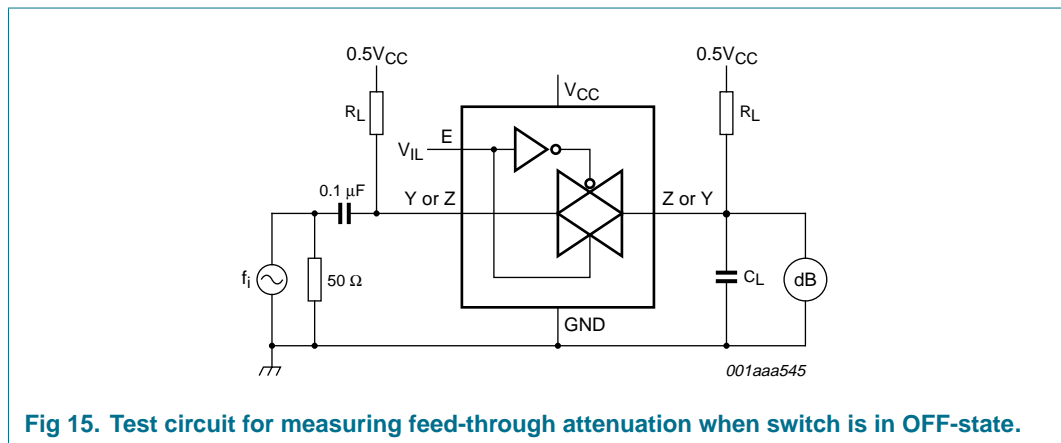 0.5VCC
0.5VCC
VCC
RL
RL
E
VIL
0.1 μF
Y or Z
Z or Y
fi
50 Ω
CL
dB
GND
001aaa545
Fig 15. Test circuit for measuring feed-through attenuation when switch is in OFF-state.